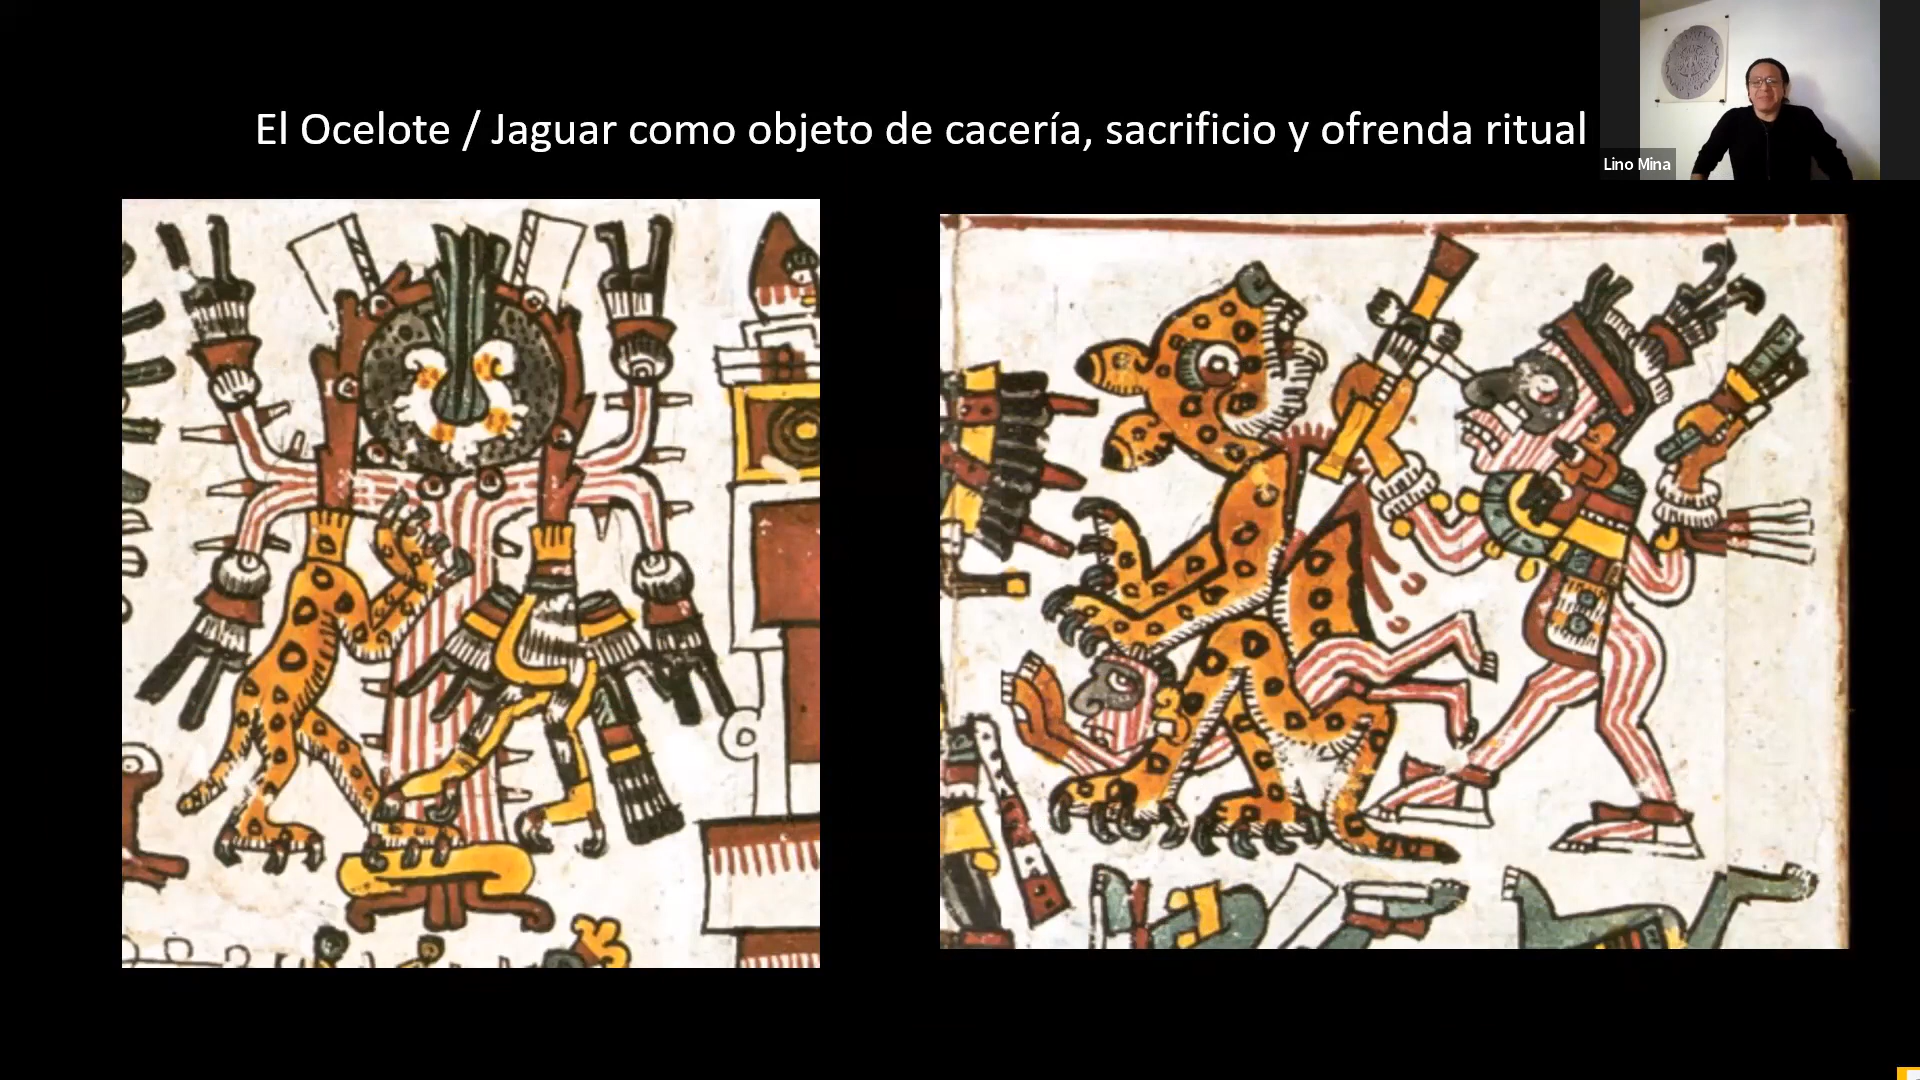 El Ocelote / Jaguar como objeto de cacería, sacrificio y ofrenda ritual
Lino Mina